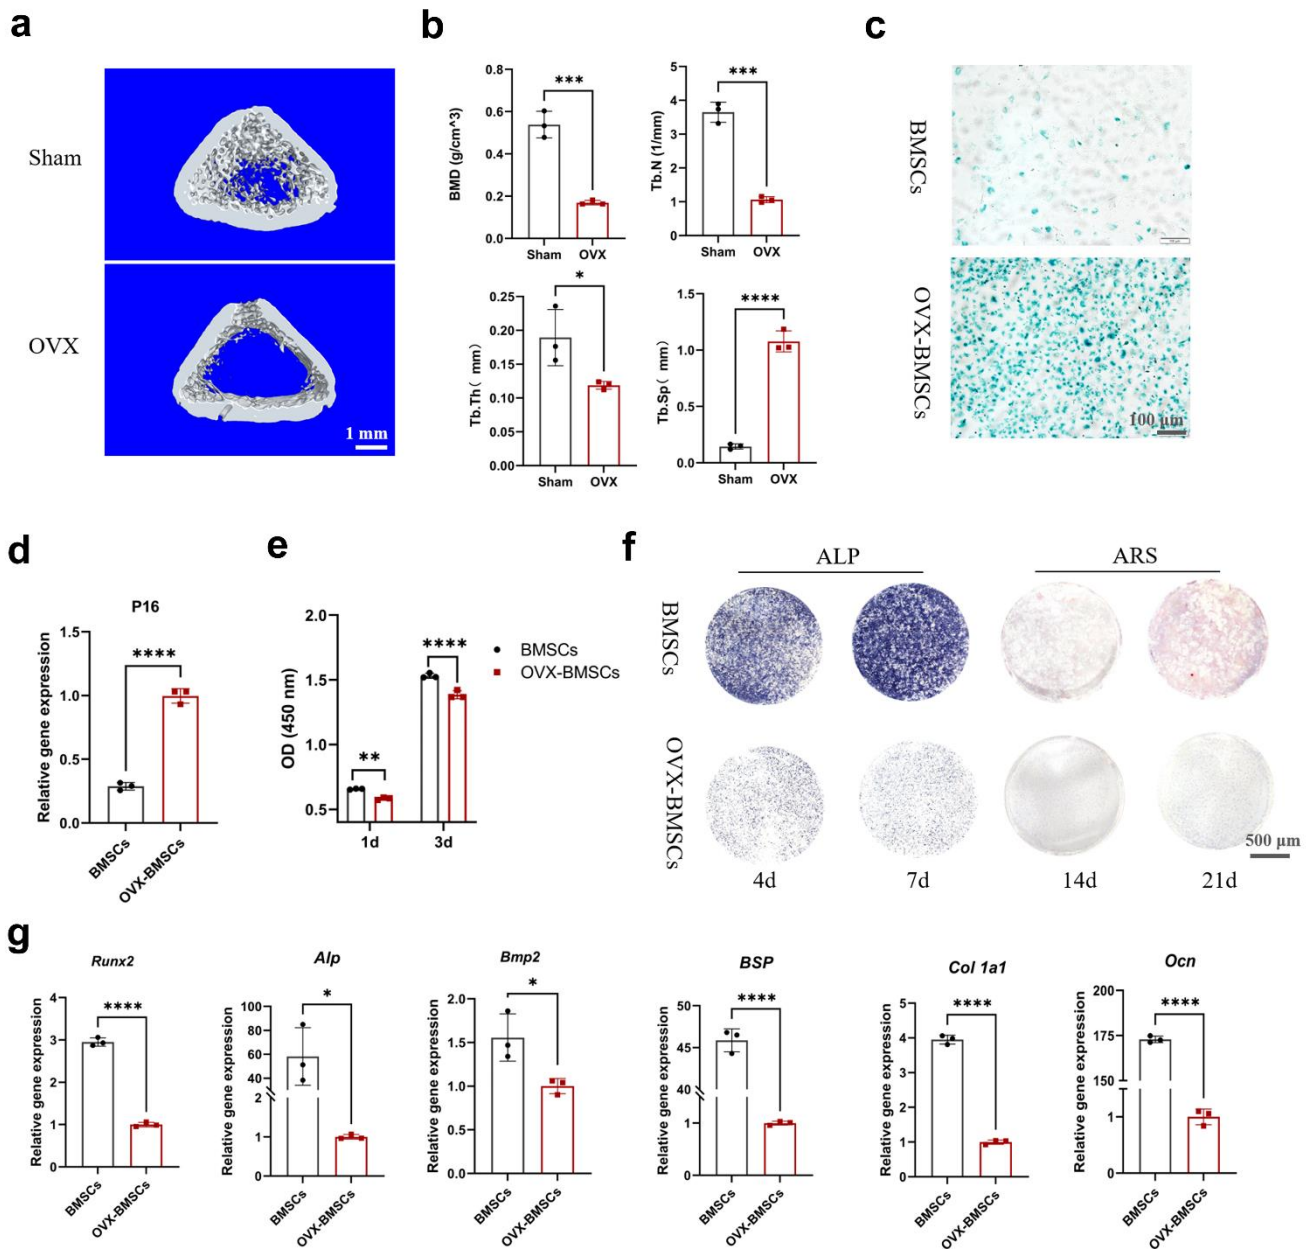 a
Sham
OVX
1 mm
b
BMD (g/cm^3)
0.8
0.6
0.4
0.2
0.0
***
Sham
OVX
Tb.N (1/mm)
5
4
3
2
1
0
***
Sham
OVX
Tb.Th( mm)
0.25
0.20
0.15
0.10
0.05
0.00
*
Sham
OVX
Tb.Sp( mm)
1.5
1.0
0.5
0.0
****
Sham
OVX
c
BMSCs
OVX-BMSCs
100 μm
d
P16
Relative gene expression
1.5
1.0
0.5
0.0
****
BMSCs
OVX-BMSCs
e
OD (450 nm)
2.0
1.5
1.0
0.5
**
****
1d
3d
BMSCs
OVX-BMSCs
f
ALP
ARS
BMSCs
OVX-BMSCs
4d
7d
14d
21d
500 μm
g
Runx2
Relative gene expression
4
3
2
1
0
****
BMSCs
OVX-BMSCs
Alp
Relative gene expression
100
80
60
40
2
1
0
*
BMSCs
OVX-BMSCs
Bmp2
Relative gene expression
2.0
1.5
1.0
0.5
0.0
*
BMSCs
OVX-BMSCs
BSP
Relative gene expression
50
45
40
1
0
****
BMSCs
OVX-BMSCs
Col 1a1
Relative gene expression
5
4
3
2
1
0
****
BMSCs
OVX-BMSCs
Ocn
Relative gene expression
200
175
150
1
0
****
BMSCs
OVX-BMSCs